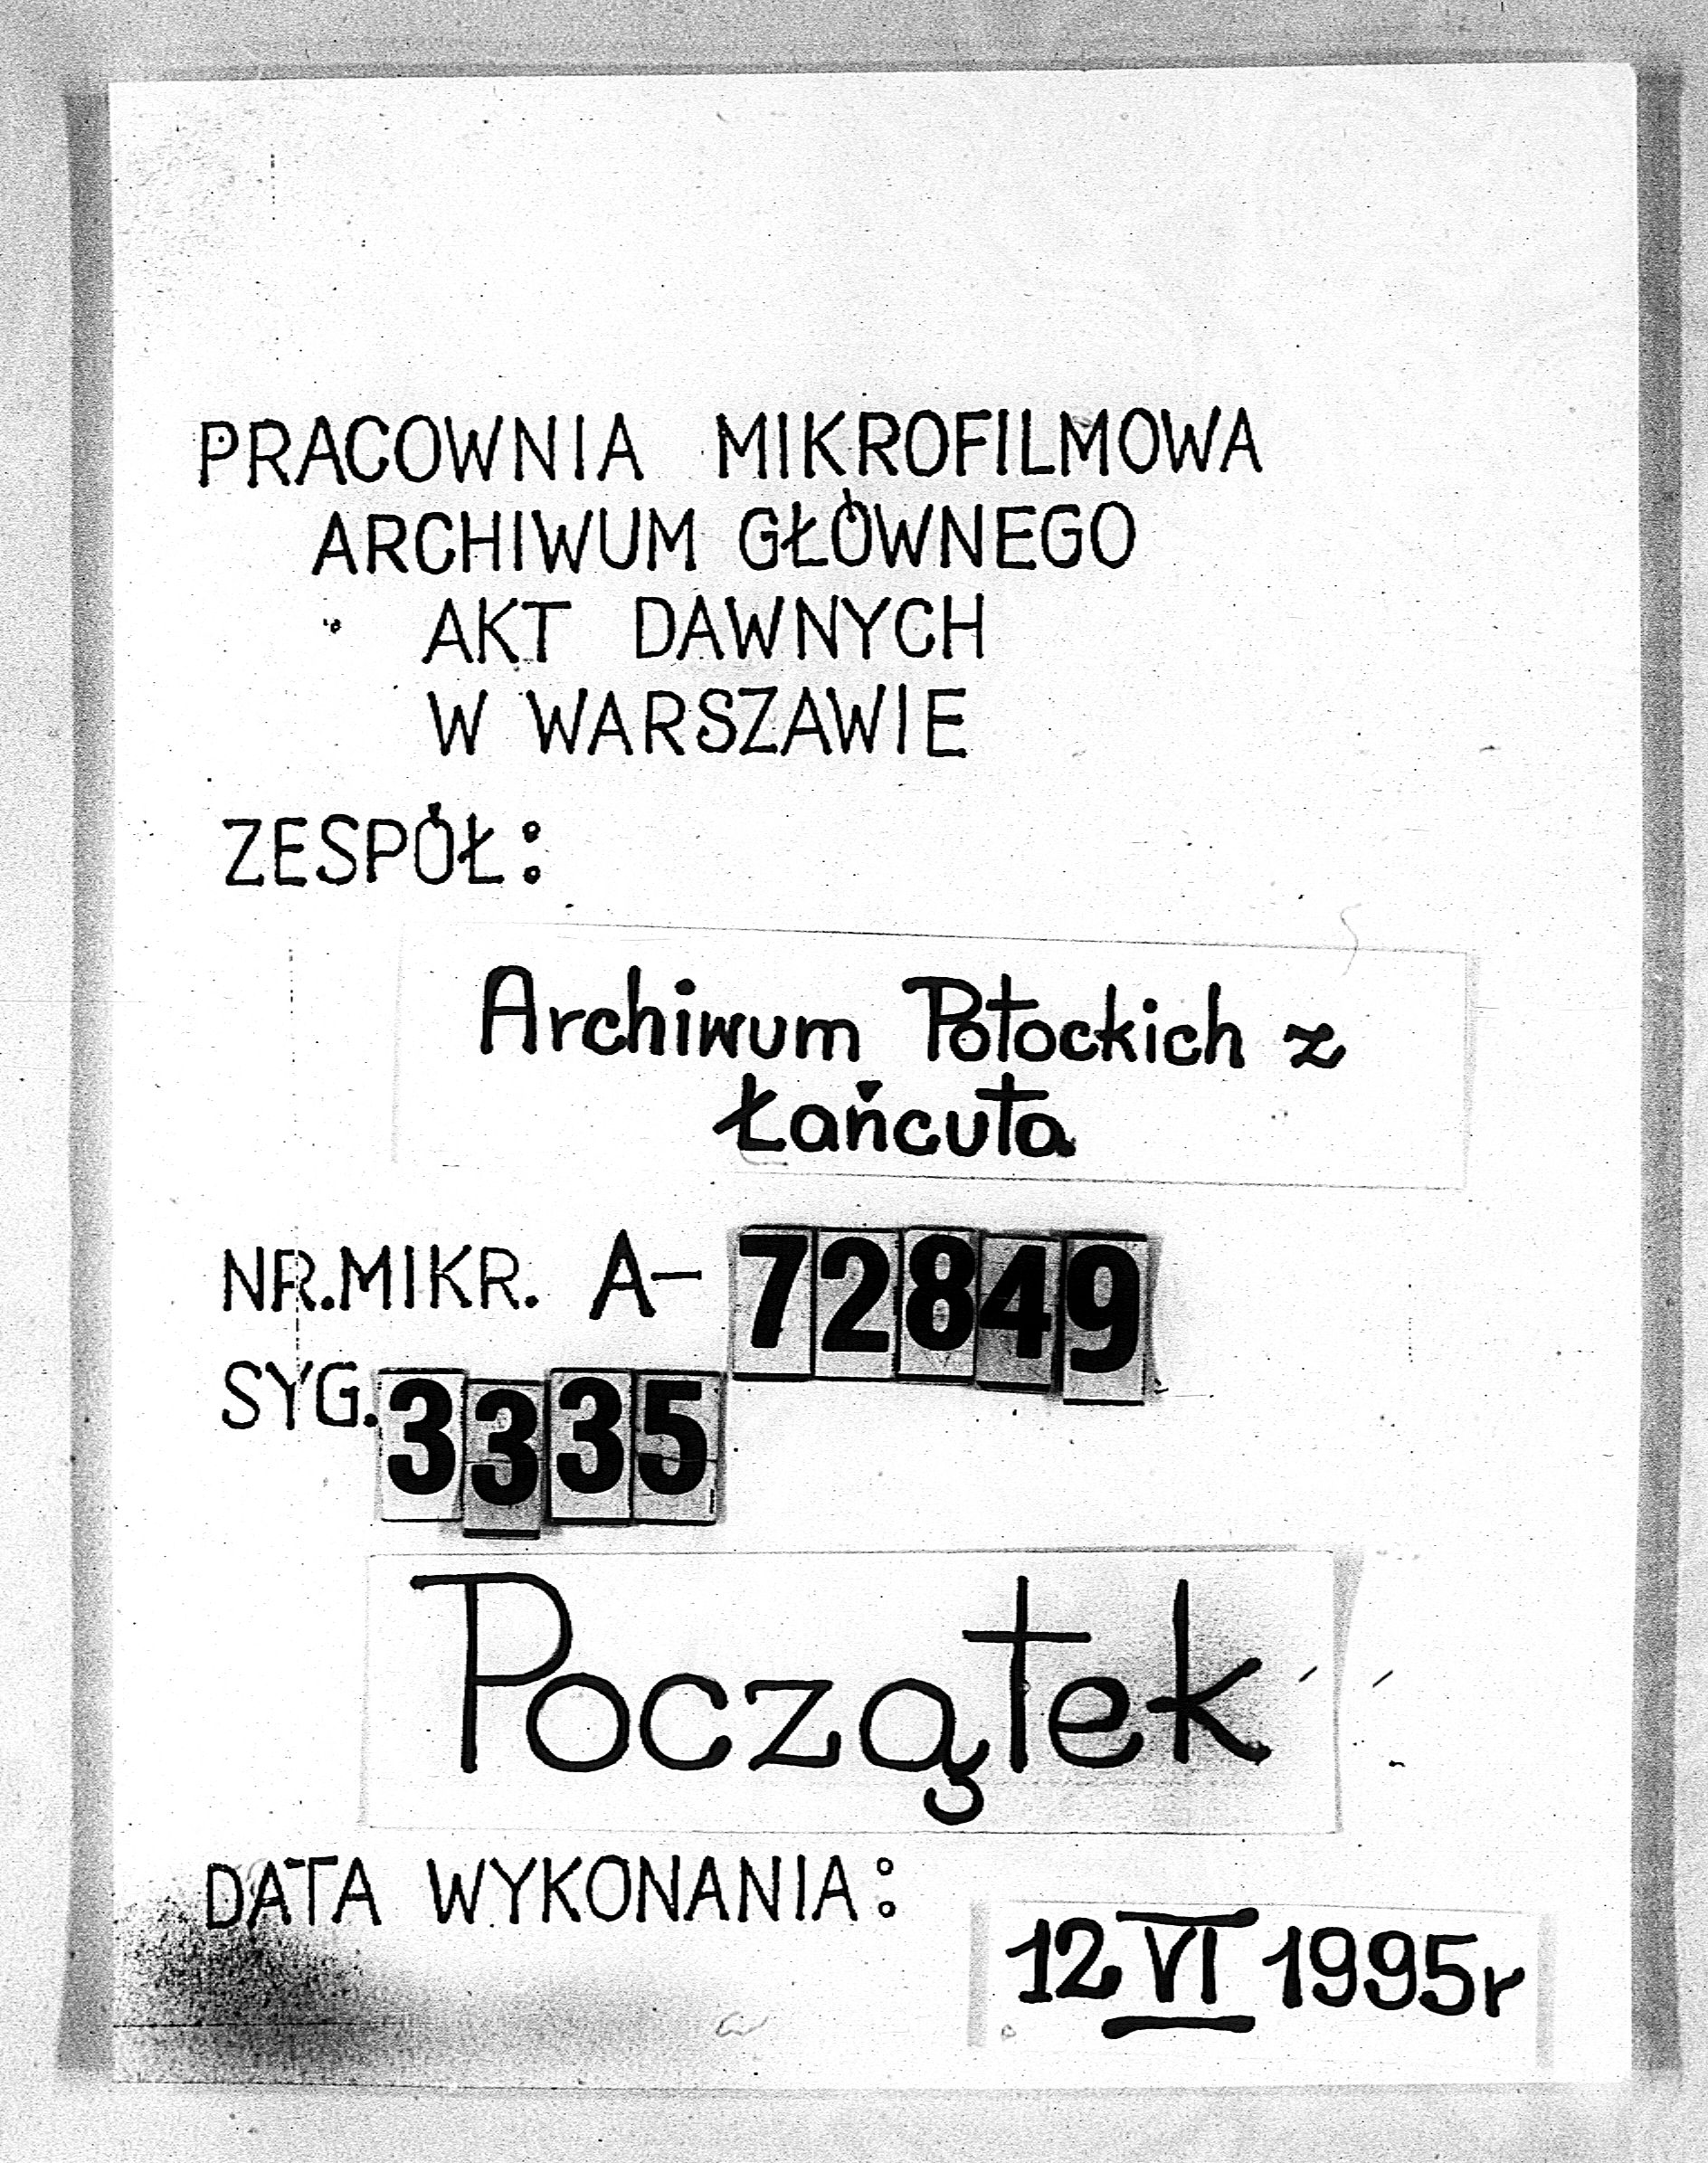 PRACOWNIA MIKROFILMOWA
ARCHIWUM GŁÓWNEGO
AKT DAWNYCH
W WARSZAWIE
ZESPÓŁ:
Archiwum Potockich z
Łańcuta
NR.MIKR. A- 72849
SYG. 3335
Początek
DATA WYKONANIA:
12 VI 1995r